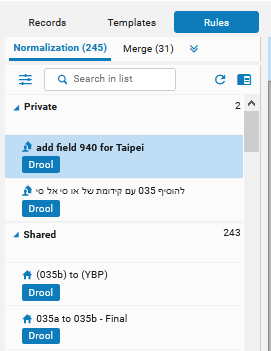 Records Templates Rules
Normalization (245) Merge (31)
Search in list
Private 2
add field 940 for Taipei
Drool
להוסיף 035 עם קידומת של או סי אל סי
Drool
Shared 243
(035b) to (YBP)
Drool
035a to 035b - Final
Drool